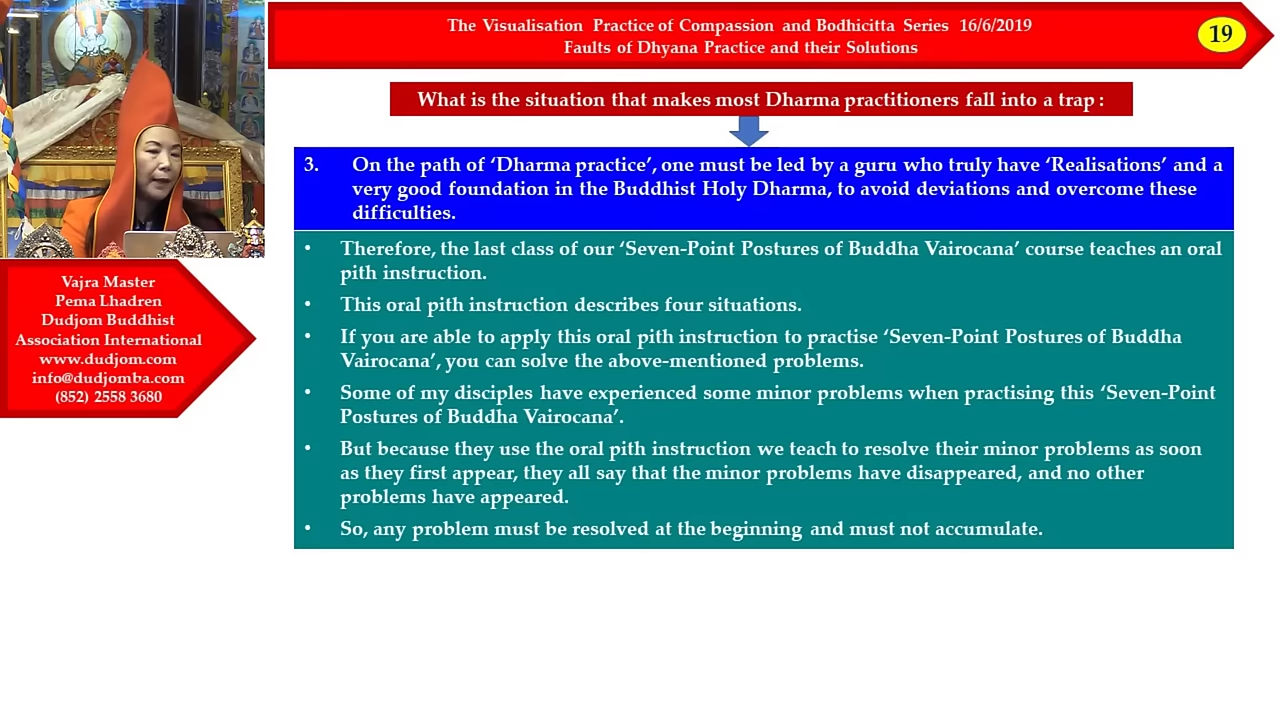 The Visualisation Practice of Compassion and Bodhicitta Series 16/6/2019
Faults of Dhyana Practice and their Solutions
19
What is the situation that makes most Dharma practitioners fall into a trap :
3. On the path of ‘Dharma practice’, one must be led by a guru who truly have ‘Realisations’ and a
very good foundation in the Buddhist Holy Dharma, to avoid deviations and overcome these
difficulties.
• Therefore, the last class of our ‘Seven-Point Postures of Buddha Vairocana’ course teaches an oral
pith instruction.
• This oral pith instruction describes four situations.
• If you are able to apply this oral pith instruction to practise ‘Seven-Point Postures of Buddha
Vairocana’, you can solve the above-mentioned problems.
• Some of my disciples have experienced some minor problems when practising this ‘Seven-Point
Postures of Buddha Vairocana’.
• But because they use the oral pith instruction we teach to resolve their minor problems as soon
as they first appear, they all say that the minor problems have disappeared, and no other
problems have appeared.
• So, any problem must be resolved at the beginning and must not accumulate.
Vajra Master
Pema Lhadren
Dudjom Buddhist
Association International
www.dudjom.com
info@dudjomba.com
(852) 2558 3680